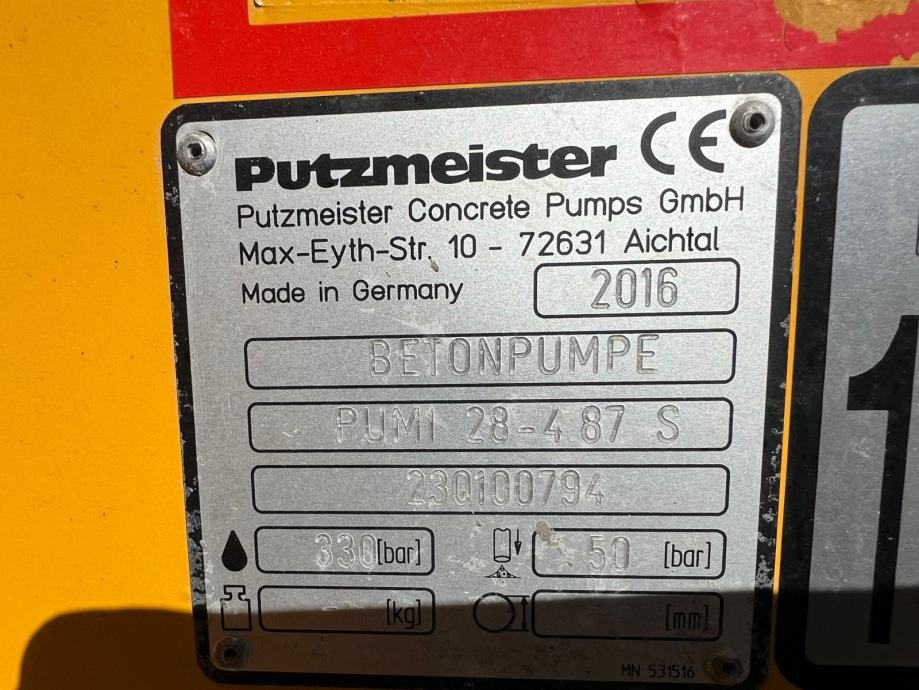 Putzmeister CE
Putzmeister Concrete Pumps GmbH
Max-Eyth-Str. 10 - 72631 Aichtal
Made in Germany 2016
BETONPUMPE
PUMI 28-4.87 S
230100794
330 [bar] 50 [bar]
- [kg] - [mm]
MN 531516
1